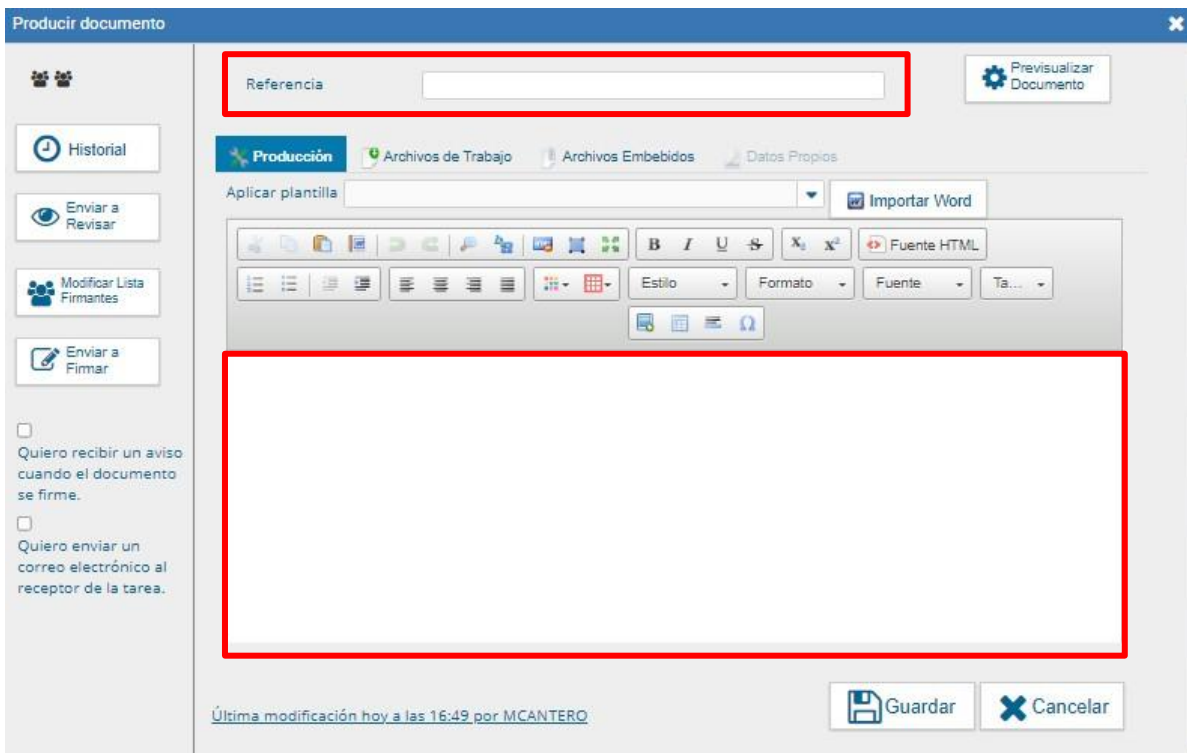 Producir documento
Referencia
Previsualizar
Documento
Historial
Producción
Archivos de Trabajo
Archivos Embebidos
Datos Propios
Aplicar plantilla
Importar Word
Enviar a
Revisar
B I U S X₂ X² Fuente HTML
Modificar Lista
Firmantes
Estilo
Formato
Fuente
Ta...
Ω
Enviar a
Firmar
Quiero recibir un aviso
cuando el documento
se firme.
Quiero enviar un
correo electrónico al
receptor de la tarea.
Última modificación hoy a las 16:49 por MCANTERO
Guardar
Cancelar